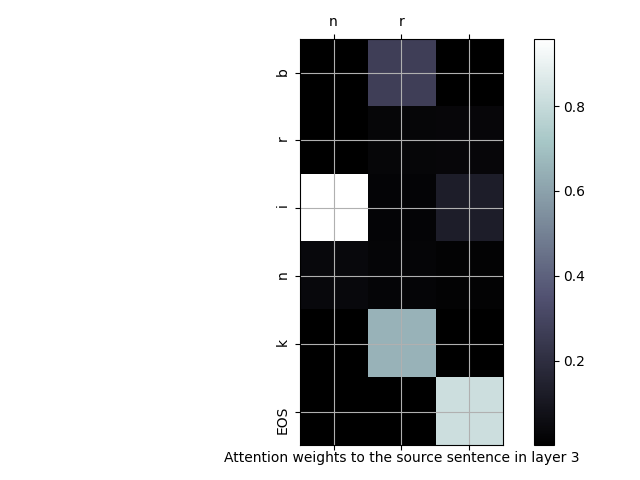 n r
b
r
i
n
k
EOS
0.8
0.6
0.4
0.2
Attention weights to the source sentence in layer 3